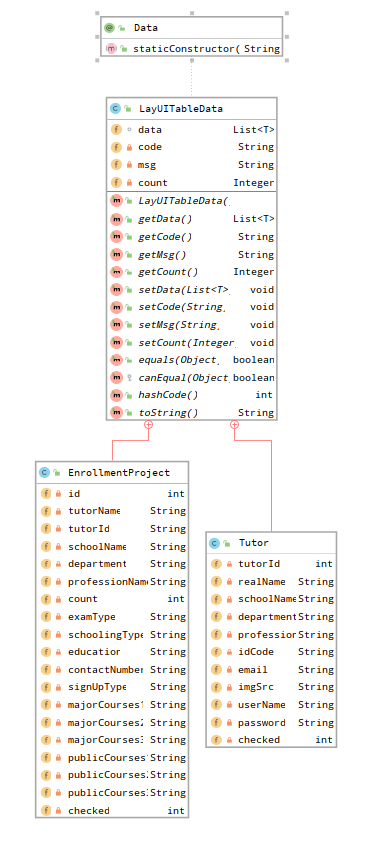 Data
staticConstructor( String
LayUITableData
data List<T>
code String
msg String
count Integer
LayUITableData(
getData() List<T>
getCode() String
getMsg() String
getCount() Integer
setData(List<T> void
setCode(String, void
setMsg(String, void
setCount(Integer, void
equals(Object, boolean
canEqual(Object boolean
hashCode() int
toString() String
EnrollmentProject
id int
tutorName String
tutorId String
schoolName String
department String
professionName String
count int
examType String
schoolingType String
education String
contactNumber String
signUpType String
majorCourses1 String
majorCourses2 String
majorCourses3 String
publicCourses String
publicCourses String
publicCourses String
checked int
Tutor
tutorId int
realName String
schoolName String
department String
profession String
idCode String
email String
imgSrc String
userName String
password String
checked int